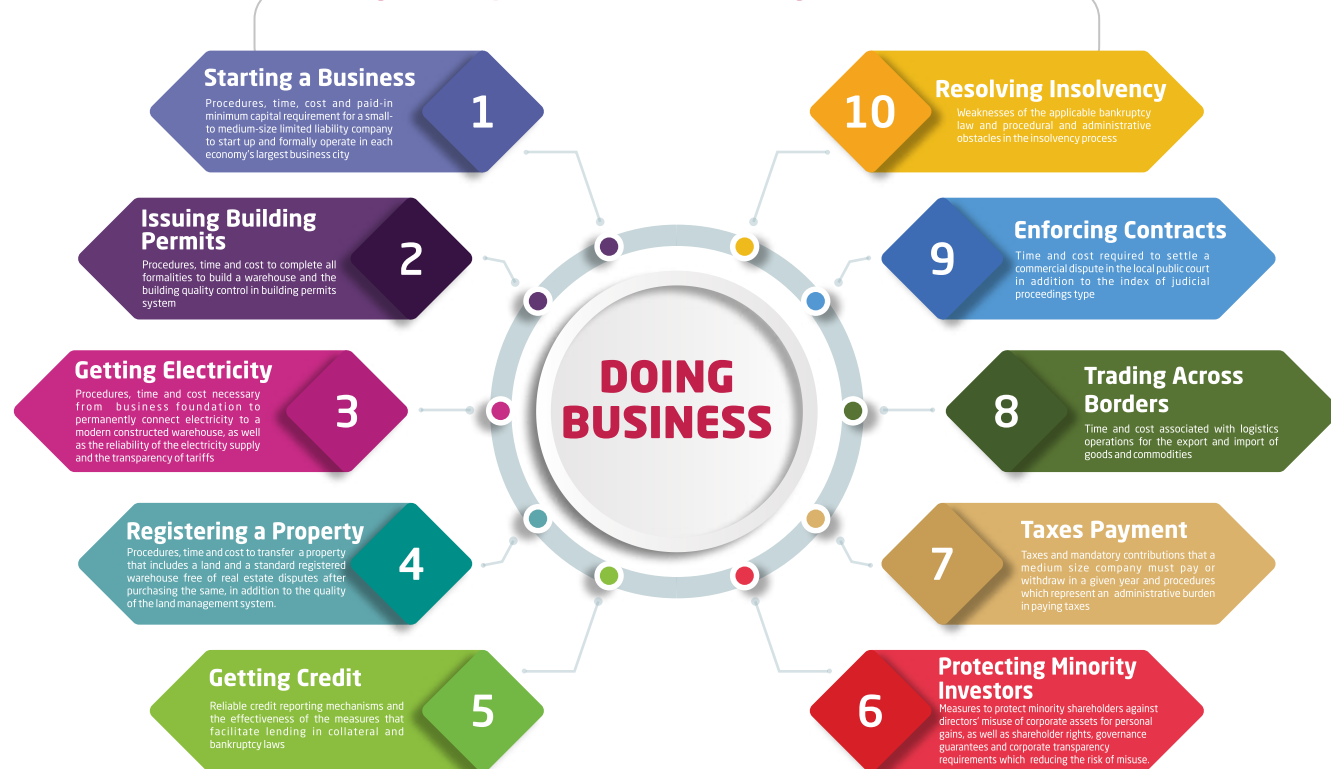 Starting a Business
Procedures, time, cost and paid-in
minimum capital requirement for a small-
to medium-size limited liability company
to start up and formally operate in each
economy's largest business city
1
Issuing Building
Permits
Procedures, time and cost to complete all
formalities to build a warehouse and the
building quality control in building permits
system
2
Getting Electricity
Procedures, time and cost necessary
from business foundation to
permanently connect electricity to a
modern constructed warehouse, as well
as the reliability of the electricity supply
and the transparency of tariffs
3
Registering a Property
Procedures, time and cost to transfer a property
that includes a land and a standard registered
warehouse free of real estate disputes after
purchasing the same, in addition to the quality
of the land management system.
4
Getting Credit
Reliable credit reporting mechanisms and
the effectiveness of the measures that
facilitate lending in collateral and
bankruptcy laws
5
DOING
BUSINESS
10
Resolving Insolvency
Weaknesses of the applicable bankruptcy
law and procedural and administrative
obstacles in the insolvency process
9
Enforcing Contracts
Time and cost required to settle a
commercial dispute in the local public court
in addition to the index of judicial
proceedings type
8
Trading Across
Borders
Time and cost associated with logistics
operations for the export and import of
goods and commodities
7
Taxes Payment
Taxes and mandatory contributions that a
medium size company must pay or
withdraw in a given year and procedures
which represent an administrative burden
in paying taxes
6
Protecting Minority
Investors
Measures to protect minority shareholders against
directors' misuse of corporate assets for personal
gains, as well as shareholder rights, governance
guarantees and corporate transparency
requirements which reducing the risk of misuse.